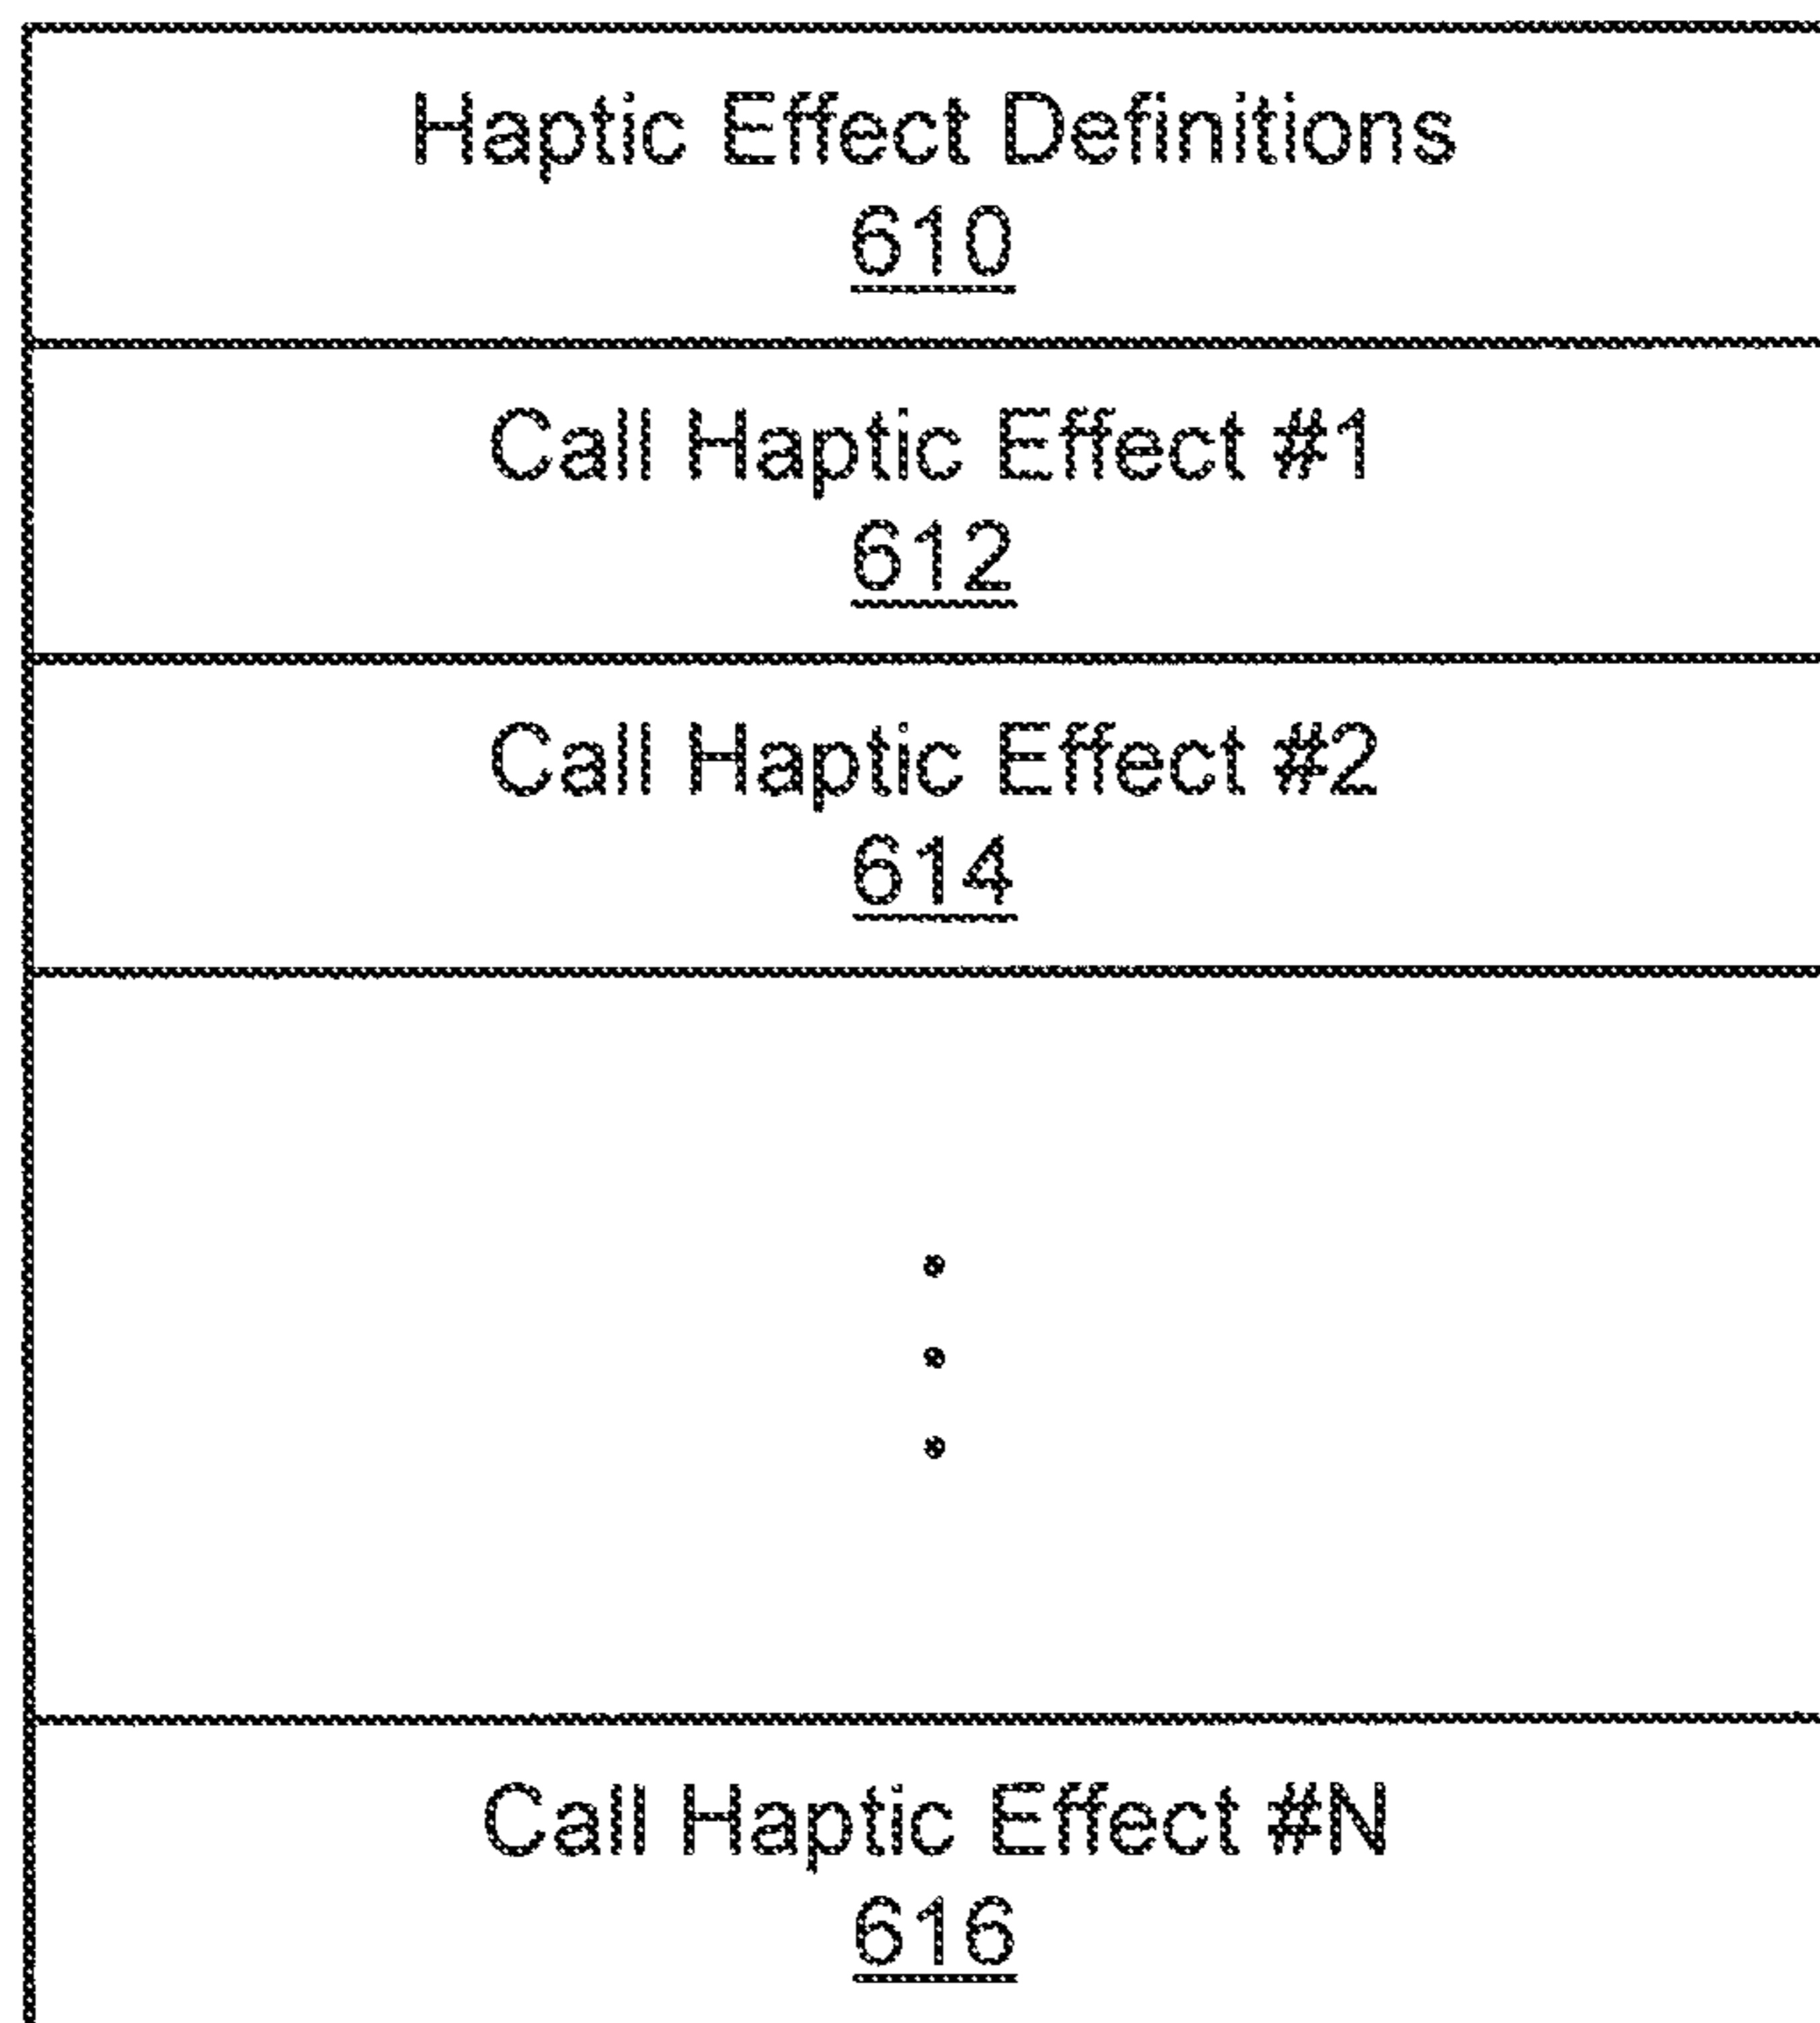 Haptic Effect Definitions
610
Call Haptic Effect #1
612
Call Haptic Effect #2
614
Call Haptic Effect #N
616